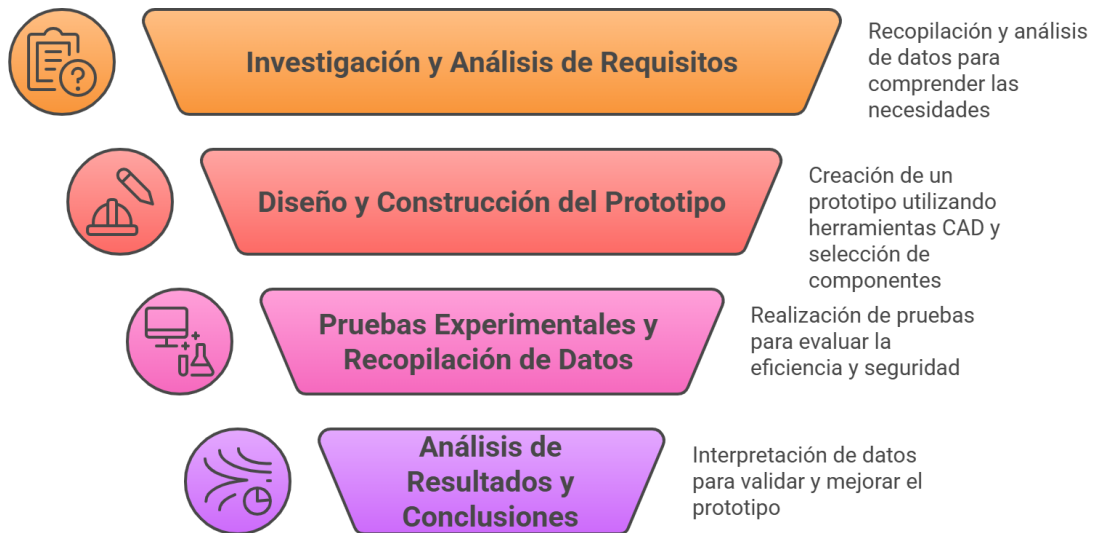 Investigación y Análisis de Requisitos
Recopilación y análisis
de datos para
comprender las
necesidades
Diseño y Construcción del Prototipo
Creación de un
prototipo utilizando
herramientas CAD y
selección de
componentes
Pruebas Experimentales y
Recopilación de Datos
Realización de pruebas
para evaluar la
eficiencia y seguridad
Análisis de
Resultados y
Conclusiones
Interpretación de datos
para validar y mejorar el
prototipo